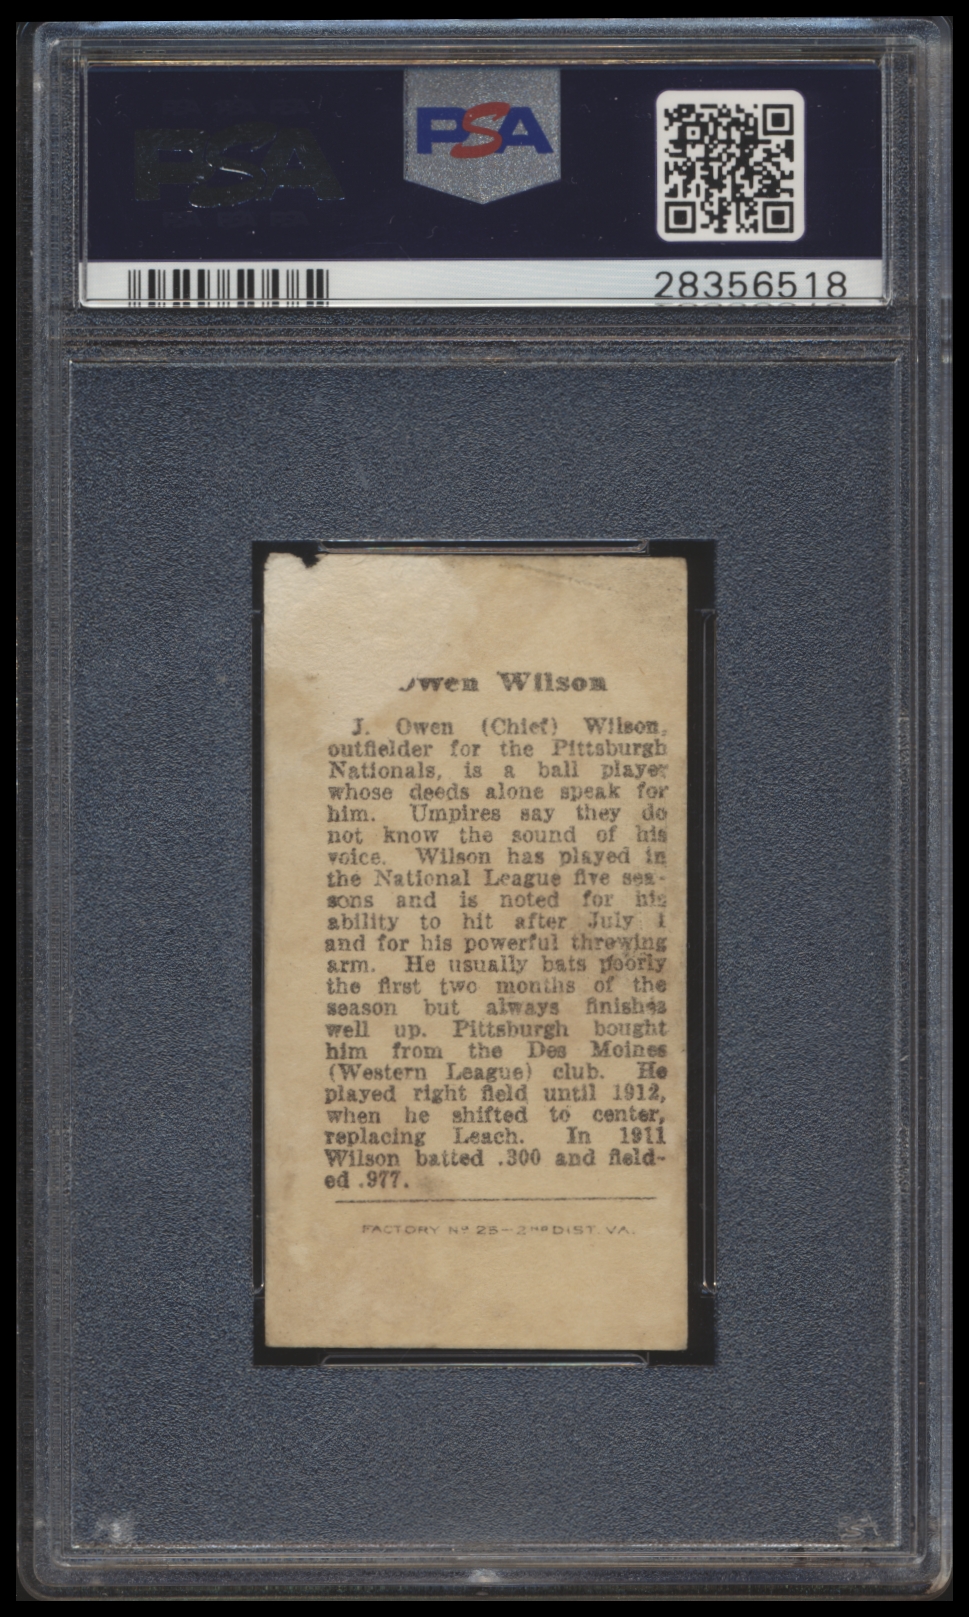 PSA
PSA
28356518
Owen Wilson
J. Owen (Chief) Wilson,
outfielder for the Pittsburgh
Nationals, is a ball player
whose deeds alone speak for
him. Umpires say they do
not know the sound of his
voice. Wilson has played in
the National League five sea-
sons and is noted for his
ability to hit after July 1
and for his powerful throwing
arm. He usually bats poorly
the first two months of the
season but always finishes
well up. Pittsburgh bought
him from the Des Moines
(Western League) club. He
played right field until 1912,
when he shifted to center,
replacing Leach. In 1911
Wilson batted .300 and field-
ed .977.
FACTORY Nº 25-2ND DIST. VA.